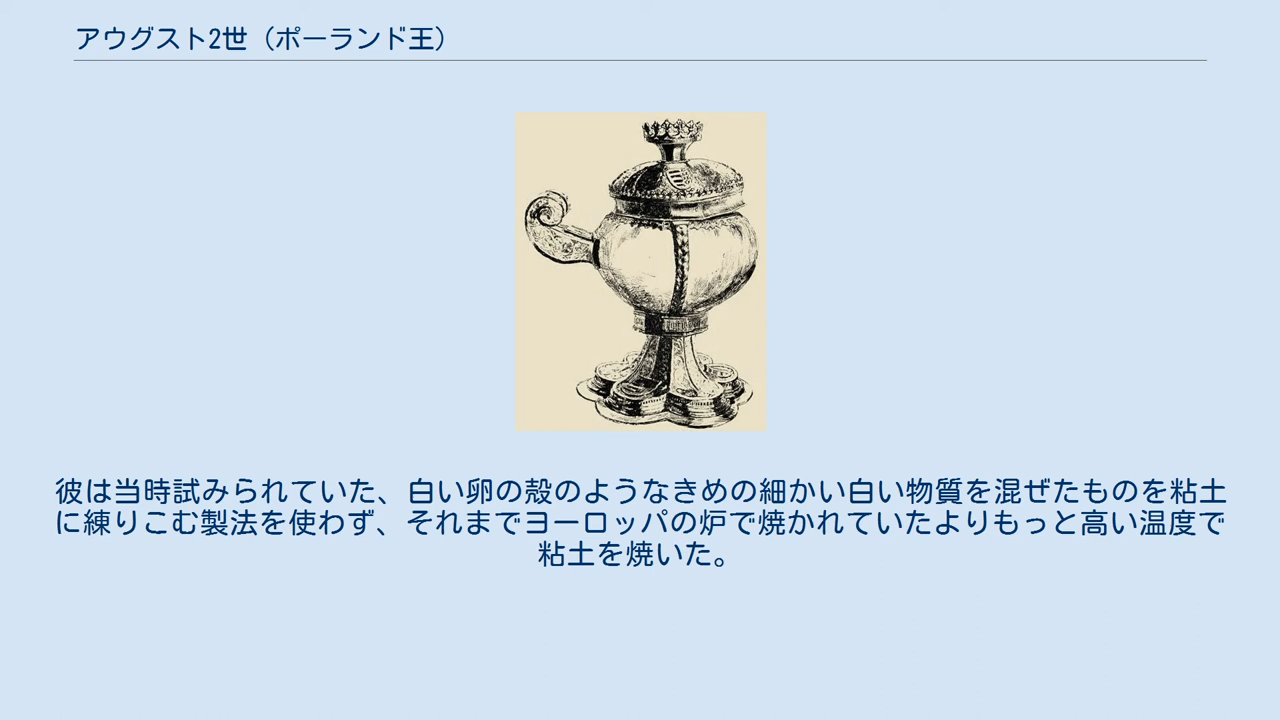 アウグスト2世（ポーランド王）
彼は当時試みられていた、白い卵の殻のようなきめの細かい白い物質を混ぜたものを粘土
に練りこむ製法を使わず、それまでヨーロッパの炉で焼かれていたよりもっと高い温度で
粘土を焼いた。